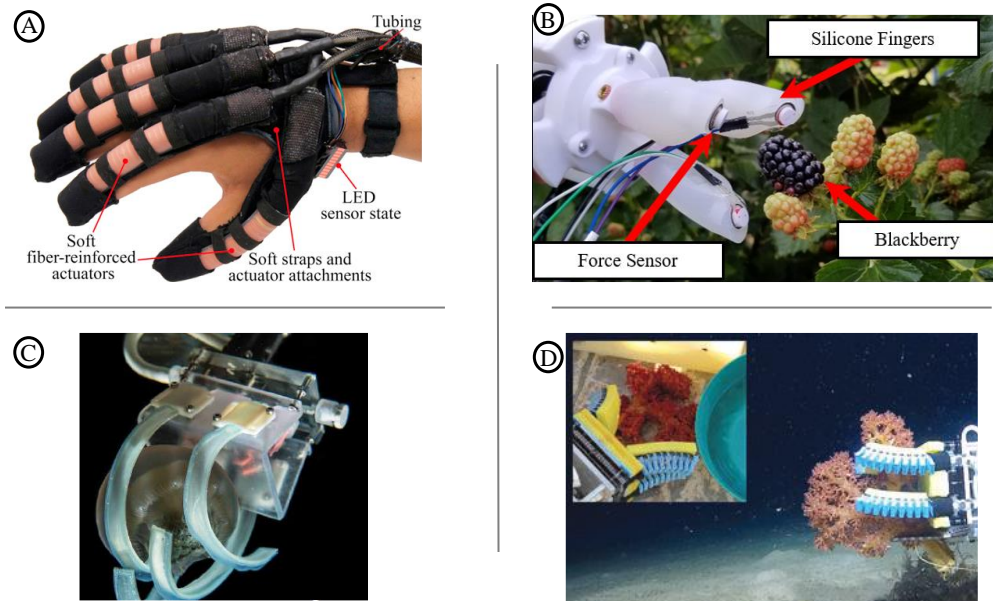 A
Tubing
LED
sensor state
Soft
fiber-reinforced
actuators
Soft straps and
actuator attachments
B
Silicone Fingers
Blackberry
Force Sensor
C
D